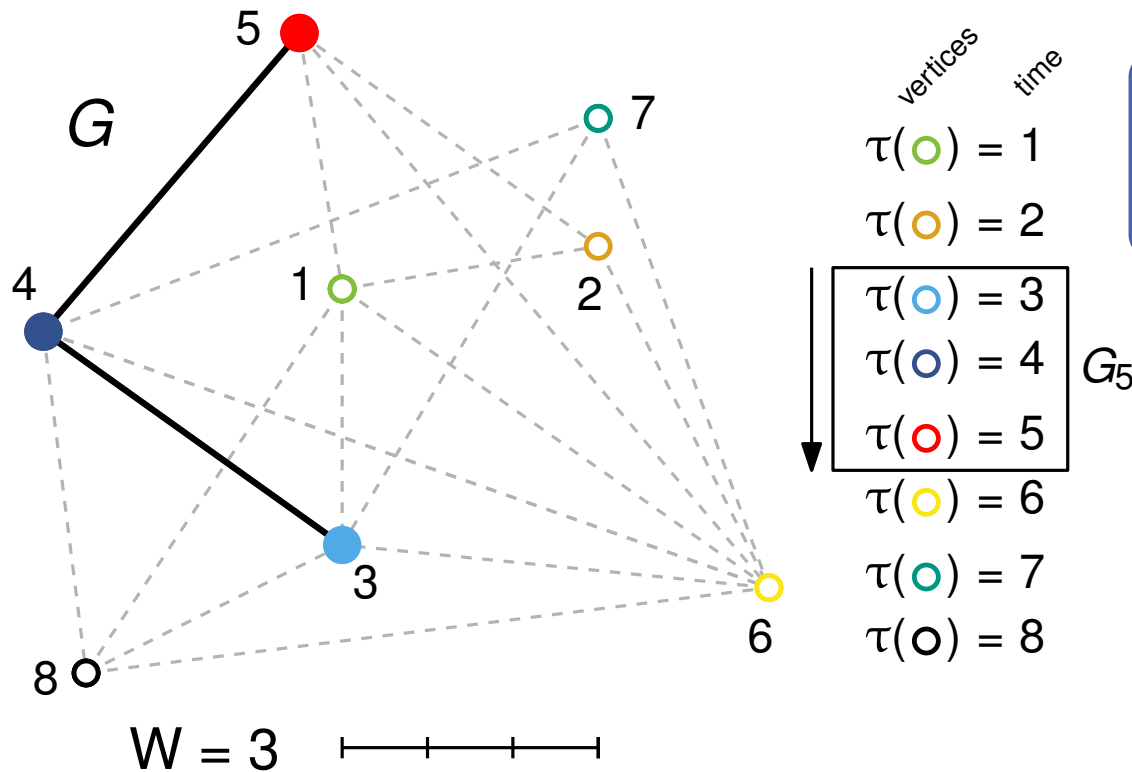 5
G
7
4
1
2
3
6
8
W = 3
vertices time
τ( ) = 1
τ( ) = 2
τ( ) = 3
τ( ) = 4
G5
τ( ) = 5
τ( ) = 6
τ( ) = 7
τ( ) = 8